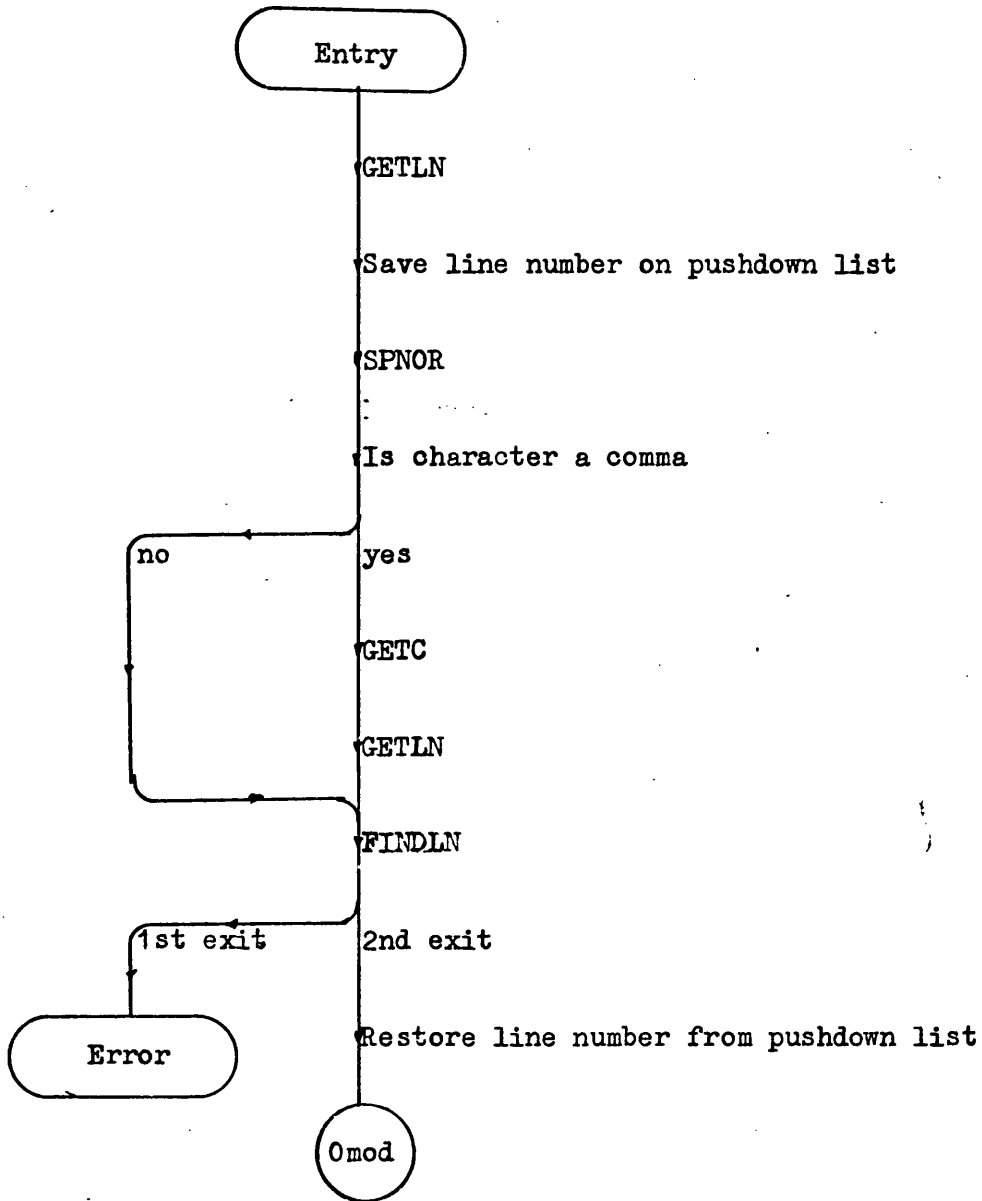 Entry
GETLN
Save line number on pushdown list
SPNOR
Is character a comma
no
yes
GETC
GETLN
FINDLN
1st exit
2nd exit
Error
Restore line number from pushdown list
Omod